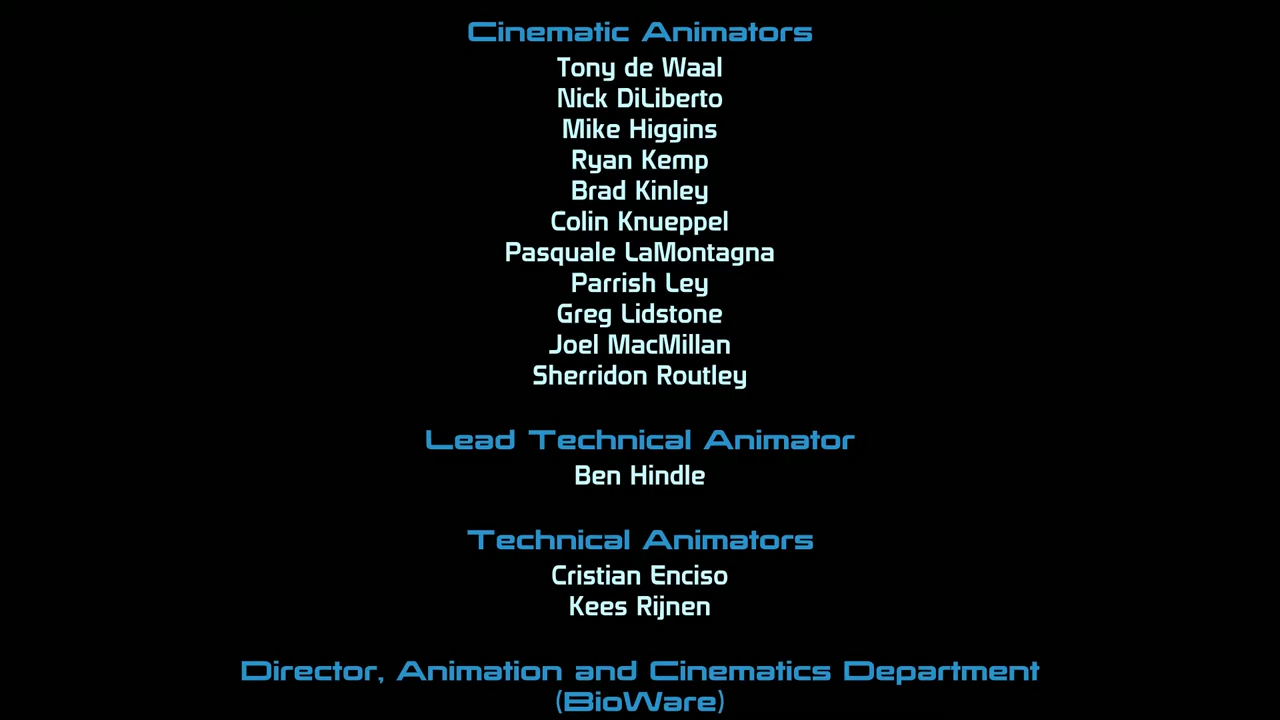 Cinematic Animators
Tony de Waal
Nick DiLiberto
Mike Higgins
Ryan Kemp
Brad Kinley
Colin Knueppel
Pasquale LaMontagna
Parrish Ley
Greg Lidstone
Joel MacMillan
Sherridon Routley
Lead Technical Animator
Ben Hindle
Technical Animators
Cristian Enciso
Kees Rijnen
Director, Animation and Cinematics Department
(BioWare)